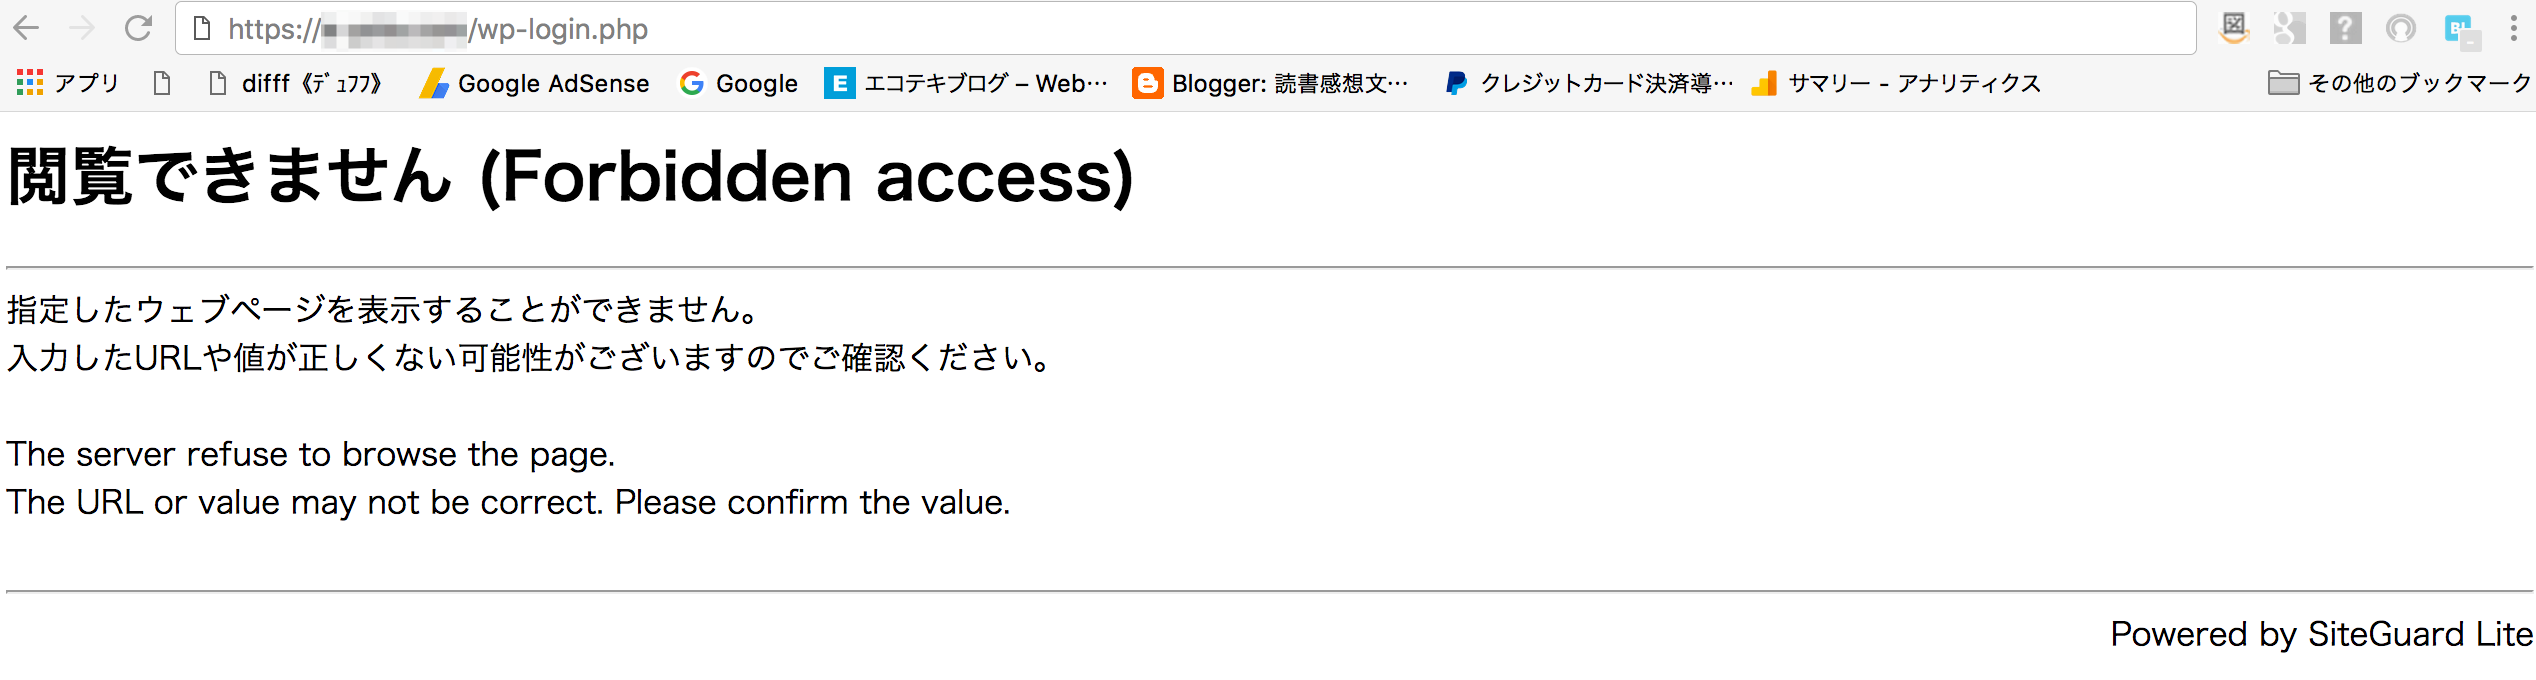 https:// /wp-login.php
アプリ difff《ﾃﾞｭﾌﾌ》 Google AdSense G Google E エコテキブログ – Web… Blogger: 読書感想文… クレジットカード決済導… サマリー - アナリティクス その他のブックマーク
閲覧できません (Forbidden access)
指定したウェブページを表示することができません。
入力したURLや値が正しくない可能性がございますのでご確認ください。
The server refuse to browse the page.
The URL or value may not be correct. Please confirm the value.
Powered by SiteGuard Lite